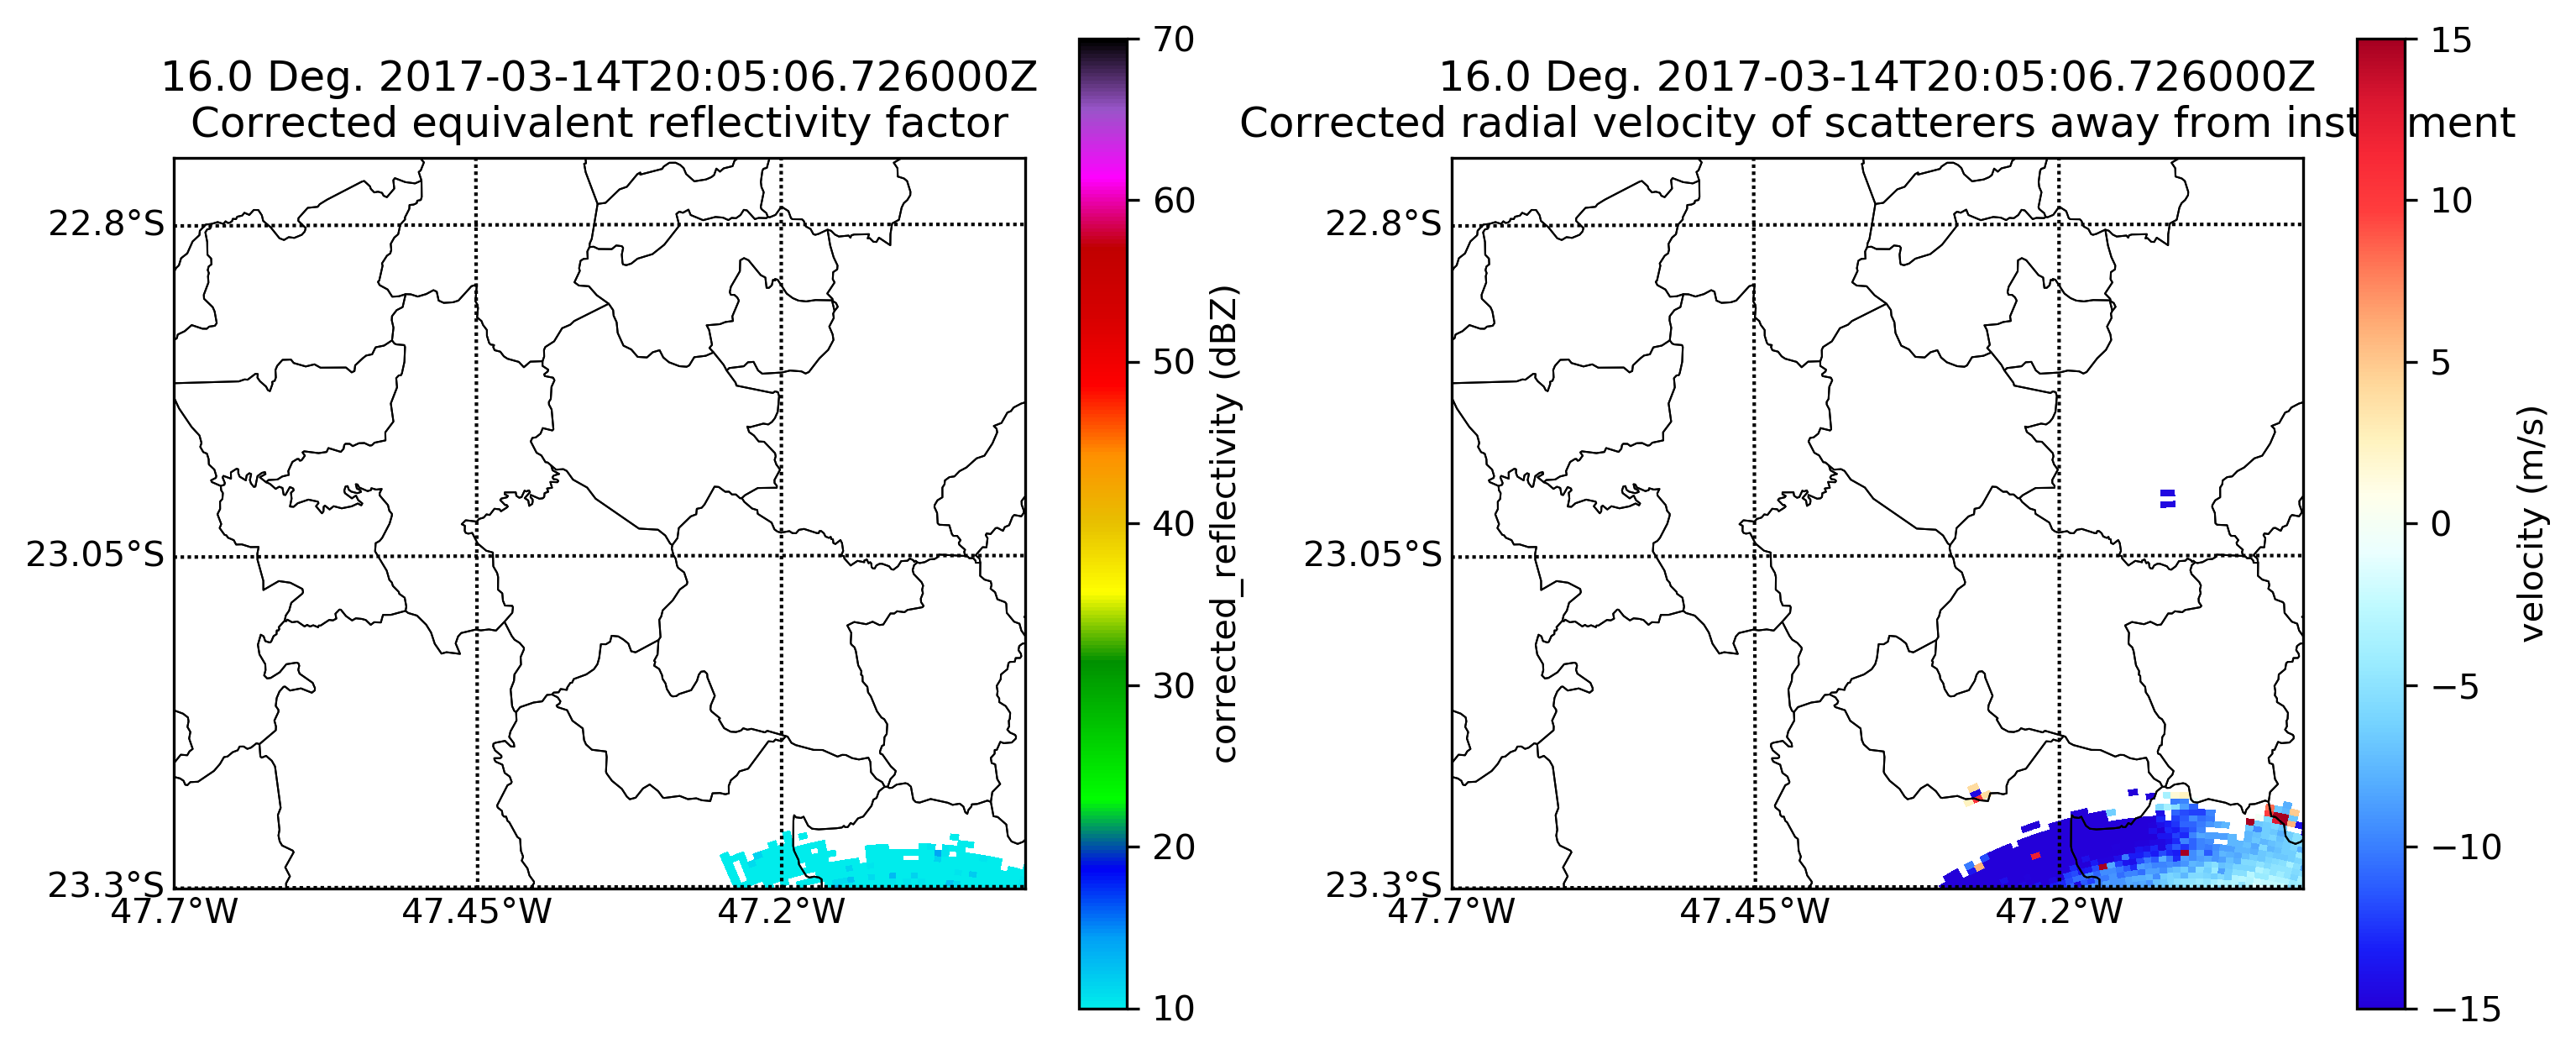 16.0 Deg. 2017-03-14T20:05:06.726000Z
Corrected equivalent reflectivity factor
22.8°S
23.05°S
23.3°S
47.7°W
47.45°W
47.2°W
70
60
50
40
30
20
10
corrected_reflectivity (dBZ)
16.0 Deg. 2017-03-14T20:05:06.726000Z
Corrected radial velocity of scatterers away from inst ment
22.8°S
23.05°S
23.3°S
47.7°W
47.45°W
47.2°W
15
10
5
0
−5
−10
−15
velocity (m/s)